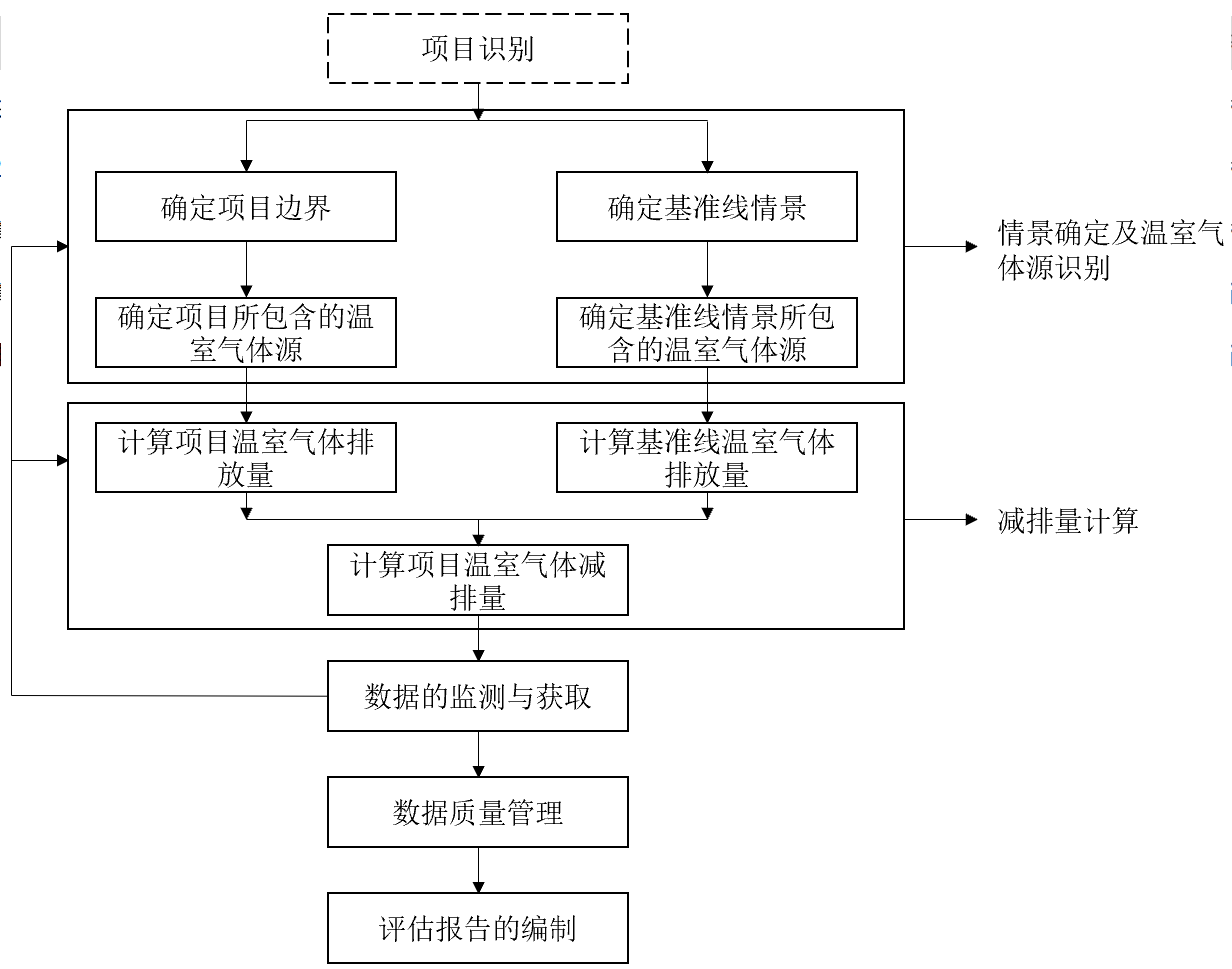 项目识别
确定项目边界
确定基准线情景
情景确定及温室气
体源识别
确定项目所包含的温
室气体源
确定基准线情景所包
含的温室气体源
计算项目温室气体排
放量
计算基准线温室气体
排放量
减排量计算
计算项目温室气体减
排量
数据的监测与获取
数据质量管理
评估报告的编制